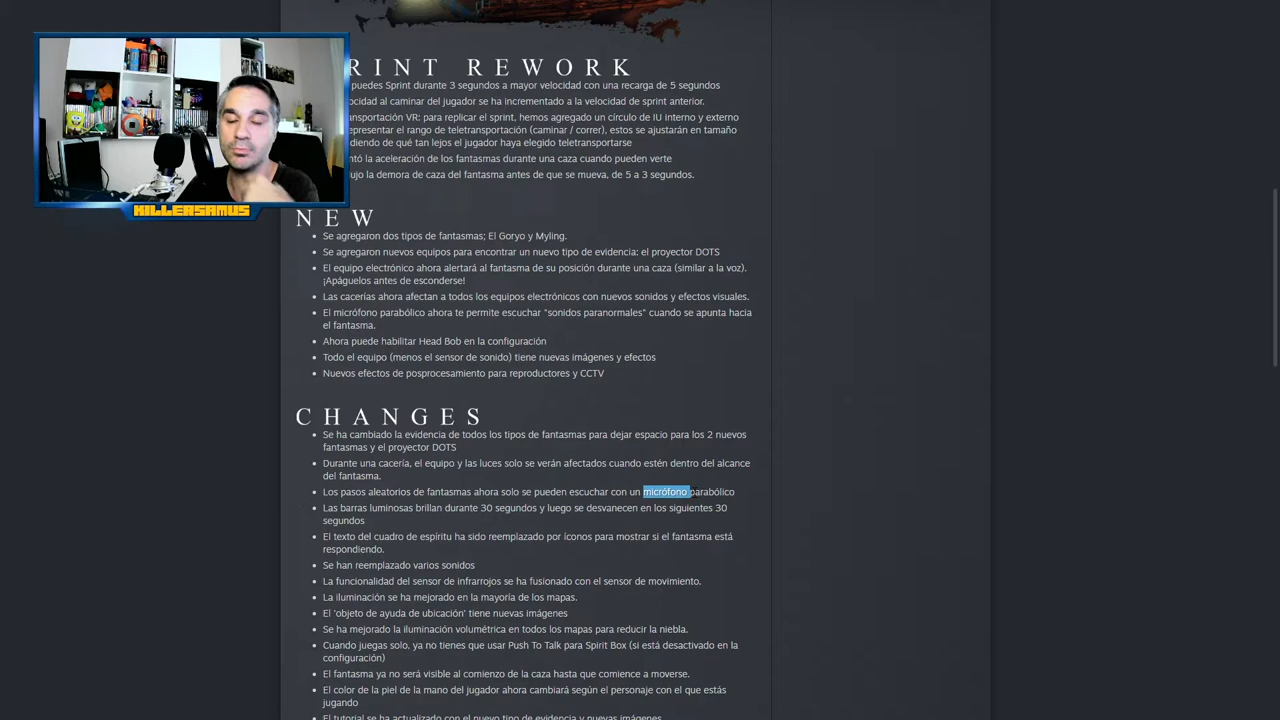 RINT REWORK
puedes Sprint durante 3 segundos a mayor velocidad con una recarga de 5 segundos
ocidad al caminar del jugador se ha incrementado a la velocidad de sprint anterior.
ansportación VR: para replicar el sprint, hemos agregado un círculo de IU interno y externo
epresentar el rango de teletransportación (caminar / correr), estos se ajustarán en tamaño
diendo de qué tan lejos el jugador haya elegido teletransportarse
ntó la aceleración de los fantasmas durante una caza cuando pueden verte
ujo la demora de caza del fantasma antes de que se mueva, de 5 a 3 segundos.
KILLERSAMUS
NEW
Se agregaron dos tipos de fantasmas; El Goryo y Myling.
Se agregaron nuevos equipos para encontrar un nuevo tipo de evidencia: el proyector DOTS
El equipo electrónico ahora alertará al fantasma de su posición durante una caza (similar a la voz).
¡Apáguelos antes de esconderse!
Las cacerías ahora afectan a todos los equipos electrónicos con nuevos sonidos y efectos visuales.
El micrófono parabólico ahora te permite escuchar "sonidos paranormales" cuando se apunta hacia
el fantasma.
Ahora puede habilitar Head Bob en la configuración
Todo el equipo (menos el sensor de sonido) tiene nuevas imágenes y efectos
Nuevos efectos de posprocesamiento para reproductores y CCTV
CHANGES
Se ha cambiado la evidencia de todos los tipos de fantasmas para dejar espacio para los 2 nuevos
fantasmas y el proyector DOTS
Durante una cacería, el equipo y las luces solo se verán afectados cuando estén dentro del alcance
del fantasma.
Los pasos aleatorios de fantasmas ahora solo se pueden escuchar con un micrófono parabólico
Las barras luminosas brillan durante 30 segundos y luego se desvanecen en los siguientes 30
segundos
El texto del cuadro de espíritu ha sido reemplazado por íconos para mostrar si el fantasma está
respondiendo.
Se han reemplazado varios sonidos
La funcionalidad del sensor de infrarrojos se ha fusionado con el sensor de movimiento.
La iluminación se ha mejorado en la mayoría de los mapas.
El 'objeto de ayuda de ubicación' tiene nuevas imágenes
Se ha mejorado la iluminación volumétrica en todos los mapas para reducir la niebla.
Cuando juegas solo, ya no tienes que usar Push To Talk para Spirit Box (si está desactivado en la
configuración)
El fantasma ya no será visible al comienzo de la caza hasta que comience a moverse.
El color de la piel de la mano del jugador ahora cambiará según el personaje con el que estás
jugando
El tutorial se ha actualizado con el nuevo tipo de evidencia y nuevas imágenes